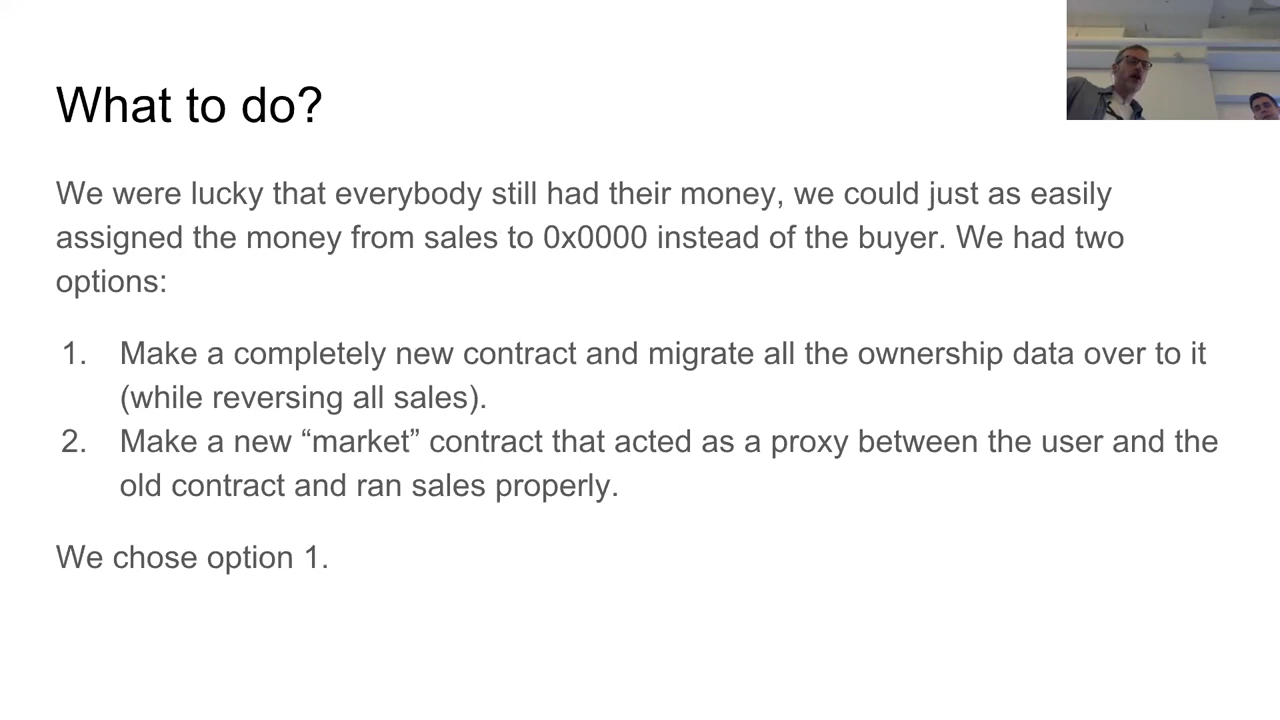 What to do?
We were lucky that everybody still had their money, we could just as easily
assigned the money from sales to 0x0000 instead of the buyer. We had two
options:
1. Make a completely new contract and migrate all the ownership data over to it
(while reversing all sales).
2. Make a new “market” contract that acted as a proxy between the user and the
old contract and ran sales properly.
We chose option 1.